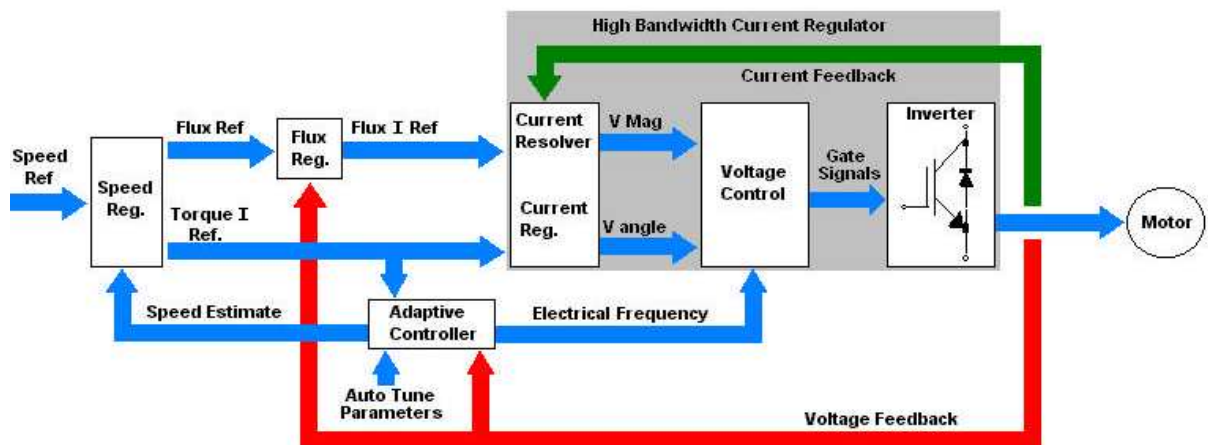 High Bandwidth Current Regulator
Current Feedback
Flux Ref
Flux
Reg.
Flux I Ref
Current
Resolver
V Mag
Inverter
Speed
Ref
Speed
Reg.
Voltage
Control
Gate
Signals
Torque I
Ref.
Current
Reg.
V angle
Motor
Speed Estimate
Adaptive
Controller
Electrical Frequency
Auto Tune
Parameters
Voltage Feedback